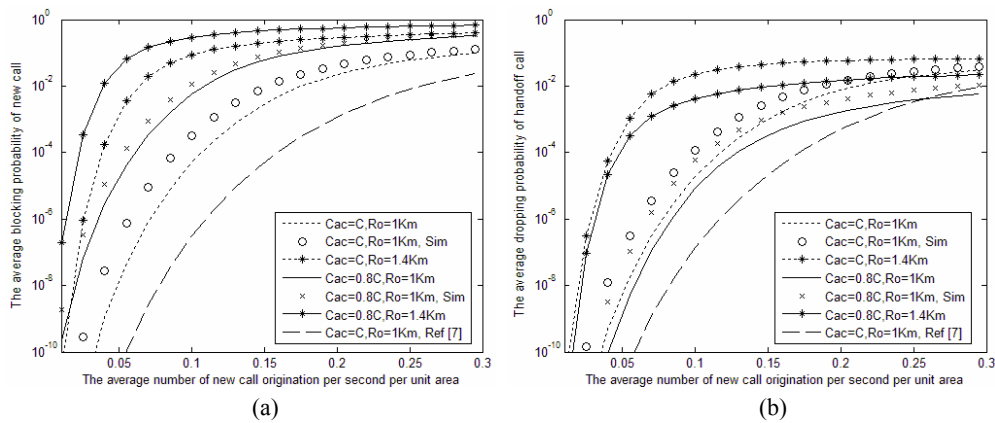 The average blocking probability of new call
10^0
10^-2
10^-4
10^-6
10^-8
10^-10
Cac=C,Ro=1Km
Cac=C,Ro=1Km, Sim
Cac=C,Ro=1.4Km
Cac=0.8C,Ro=1Km
Cac=0.8C,Ro=1Km, Sim
Cac=0.8C,Ro=1.4Km
Cac=C,Ro=1Km, Ref [7]
0.05 0.1 0.15 0.2 0.25 0.3
The average number of new call origination per second per unit area
(a)
The average dropping probability of handoff call
10^0
10^-2
10^-4
10^-6
10^-8
10^-10
Cac=C,Ro=1Km
Cac=C,Ro=1Km, Sim
Cac=C,Ro=1.4Km
Cac=0.8C,Ro=1Km
Cac=0.8C,Ro=1Km, Sim
Cac=0.8C,Ro=1.4Km
Cac=C,Ro=1Km, Ref [7]
0.05 0.1 0.15 0.2 0.25 0.3
The average number of new call origination per second per unit area
(b)